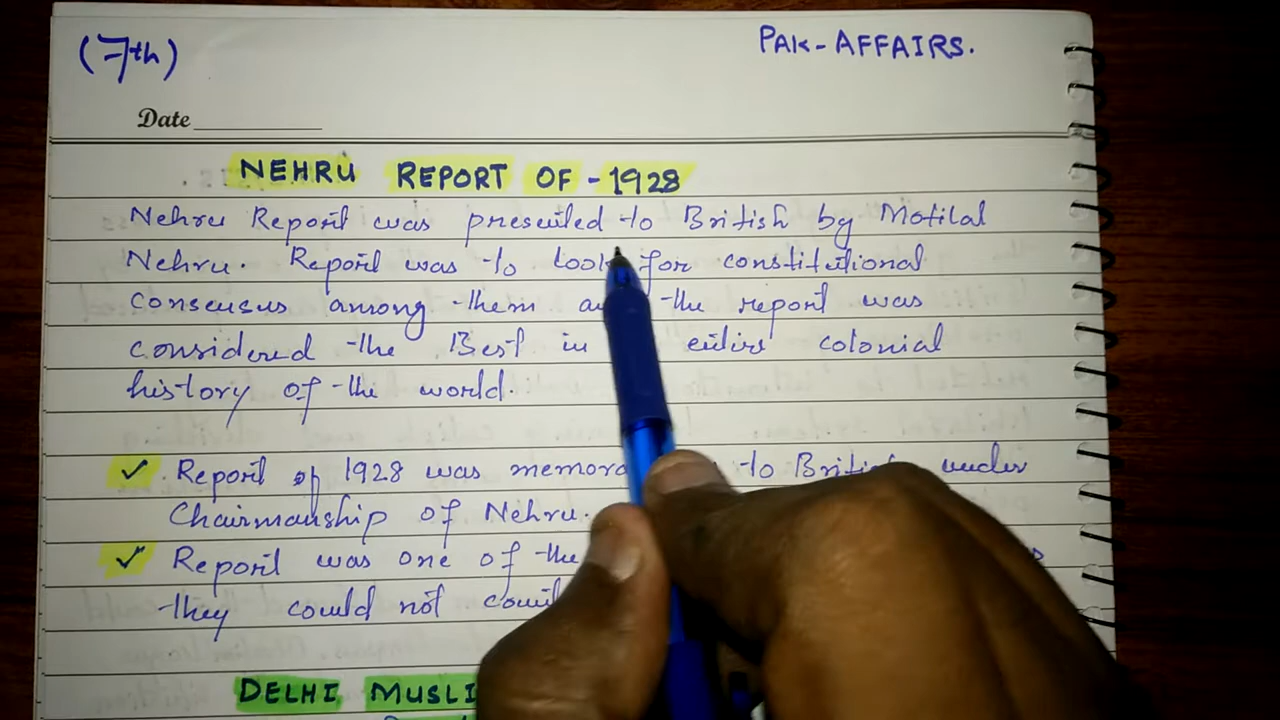 (7th)
PAK-AFFAIRS.
Date
NEHRU REPORT OF - 1928
Nehru Report was presented to British by Motilal
Nehru. Report was to look for constitutional
consensus among them the report was
considered the Best in entire colonial
history of the world.
Report of 1928 was to British under
Chairmanship of Nehru.
Report was one of the
they could not
DELHI